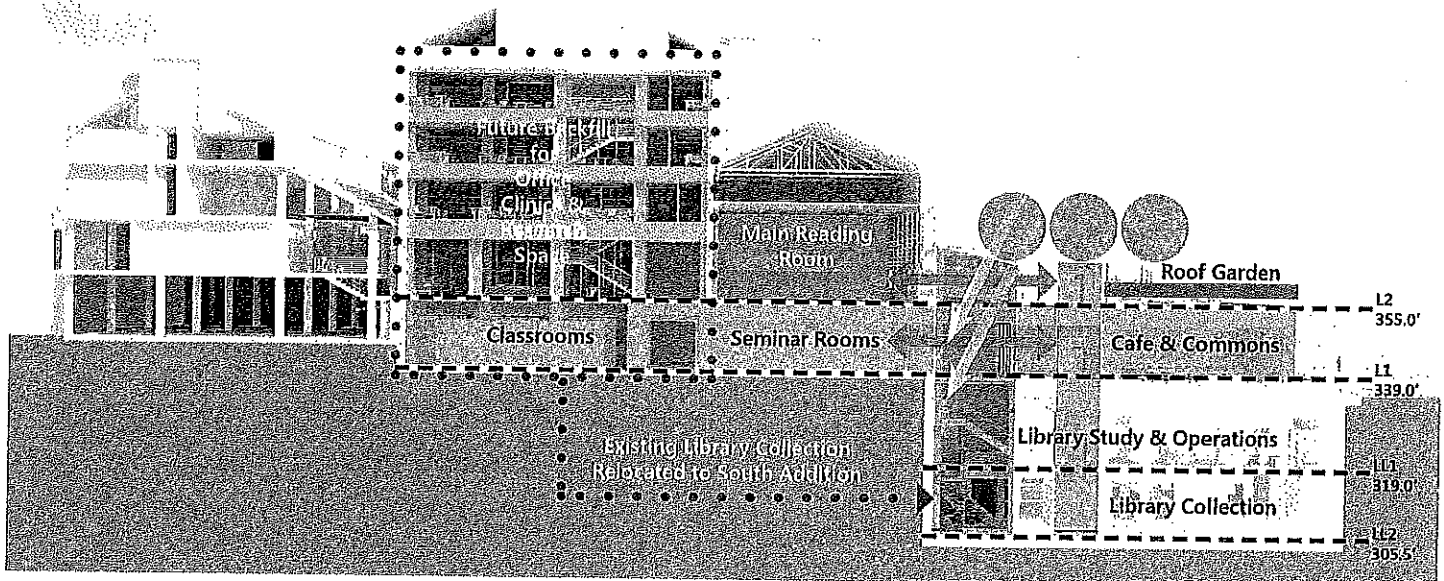 Future Backfill
for
Office
Clinic &
Research
Space
Main Reading
Room
Roof Garden
L2
355.0'
Classrooms
Seminar Rooms
Cafe & Commons
L1
339.0'
Existing Library Collection
Relocated to South Addition
Library Study & Operations
LL1
319.0'
Library Collection
LL2
305.5'